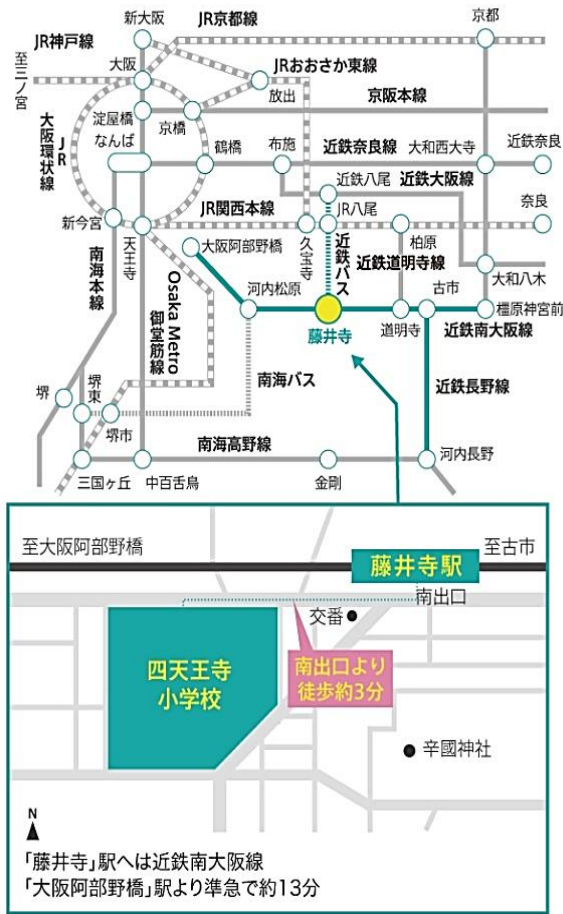 新大阪
JR京都線
京都
JR神戸線
大阪
JRおおさか東線
至三ノ宮
放出
京阪本線
淀屋橋
京橋
なんば
JR
大阪環状線
鶴橋
布施
近鉄奈良線
大和西大寺
近鉄奈良
近鉄八尾
近鉄大阪線
JR関西本線
JR八尾
奈良
新今宮
天王寺
大阪阿部野橋
久宝寺
近鉄バス
柏原
近鉄道明寺線
大和八木
南海本線
Osaka Metro
御堂筋線
河内松原
古市
藤井寺
道明寺
近鉄南大阪線
橿原神宮前
南海バス
近鉄長野線
堺
堺東
堺市
南海高野線
河内長野
三国ヶ丘
中百舌鳥
金剛
至大阪阿部野橋
藤井寺駅
至古市
南出口
交番
四天王寺
小学校
南出口より
徒歩約3分
辛國神社
N
「藤井寺」駅へは近鉄南大阪線
「大阪阿部野橋」駅より準急で約13分